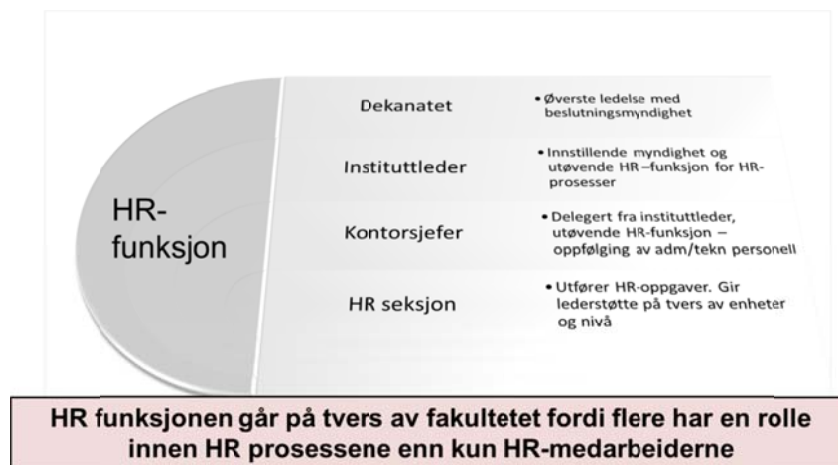 HR-
funksjon
Dekanatet
• Øverste ledelse med
beslutningsmyndighet
Instituttleder
• Innstillende myndighet og
utøvende HR–funksjon for HR-
prosesser
Kontorsjefer
• Delegert fra instituttleder,
utøvende HR-funksjon –
oppfølging av adm/tekn personell
HR seksjon
• Utfører HR-oppgaver. Gir
lederstøtte på tvers av enheter
og nivå
HR funksjonen går på tvers av fakultetet fordi flere har en rolle
innen HR prosessene enn kun HR-medarbeiderne